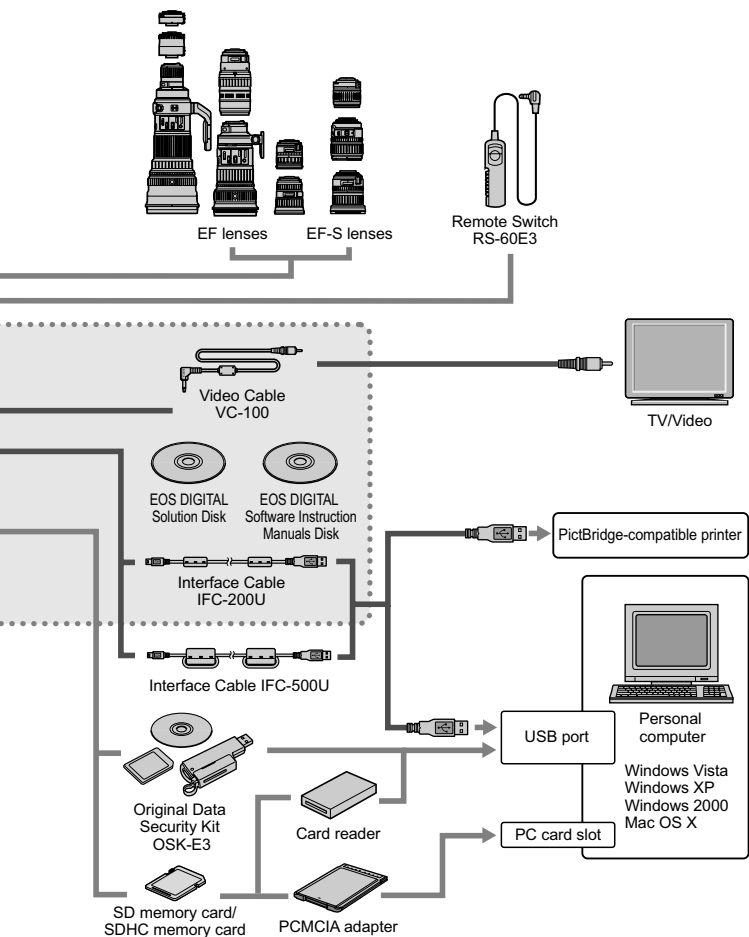 EF lenses
EF-S lenses
Remote Switch
RS-60E3
Video Cable
VC-100
TV/Video
EOS DIGITAL
Solution Disk
EOS DIGITAL
Software Instruction
Manuals Disk
PictBridge-compatible printer
Interface Cable
IFC-200U
Interface Cable IFC-500U
USB port
Personal
computer
Windows Vista
Windows XP
Windows 2000
Mac OS X
Original Data
Security Kit
OSK-E3
Card reader
PC card slot
SD memory card/
SDHC memory card
PCMCIA adapter